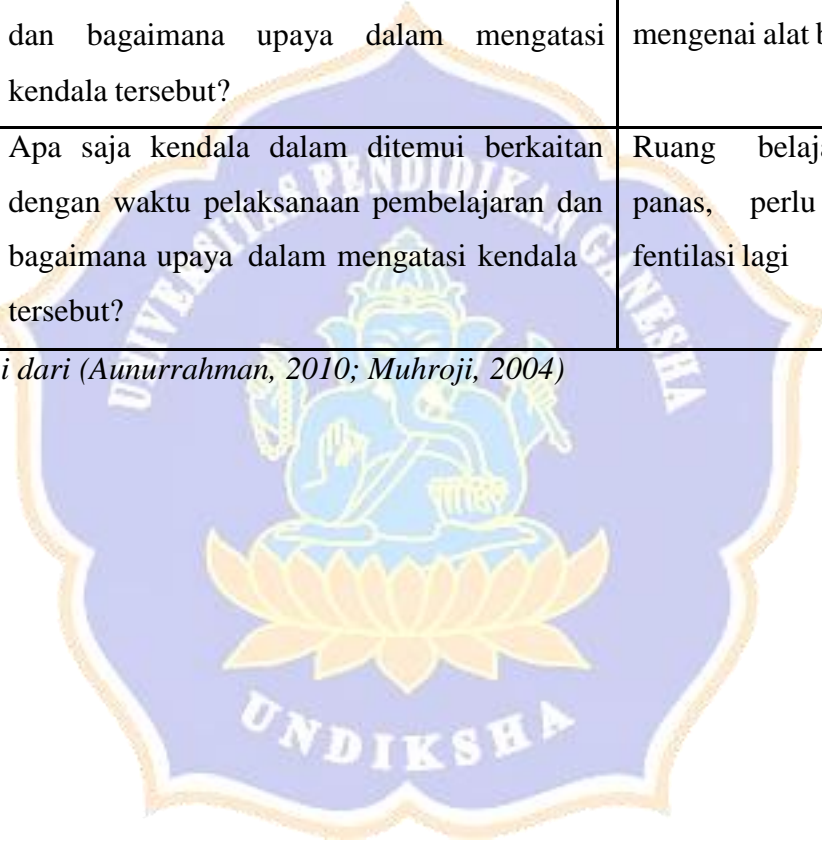 dan bagaimana upaya dalam mengatasi
kendala tersebut?
mengenai alat
Apa saja kendala dalam ditemui berkaitan
dengan waktu pelaksanaan pembelajaran dan
bagaimana upaya dalam mengatasi kendala
tersebut?
Ruang
panas, perlu
fentilasi lagi
dari (Aunurrahman, 2010; Muhroji, 2004)
UNIVERSITAS PENDIDIKAN GANESHA
UNDIKSHA